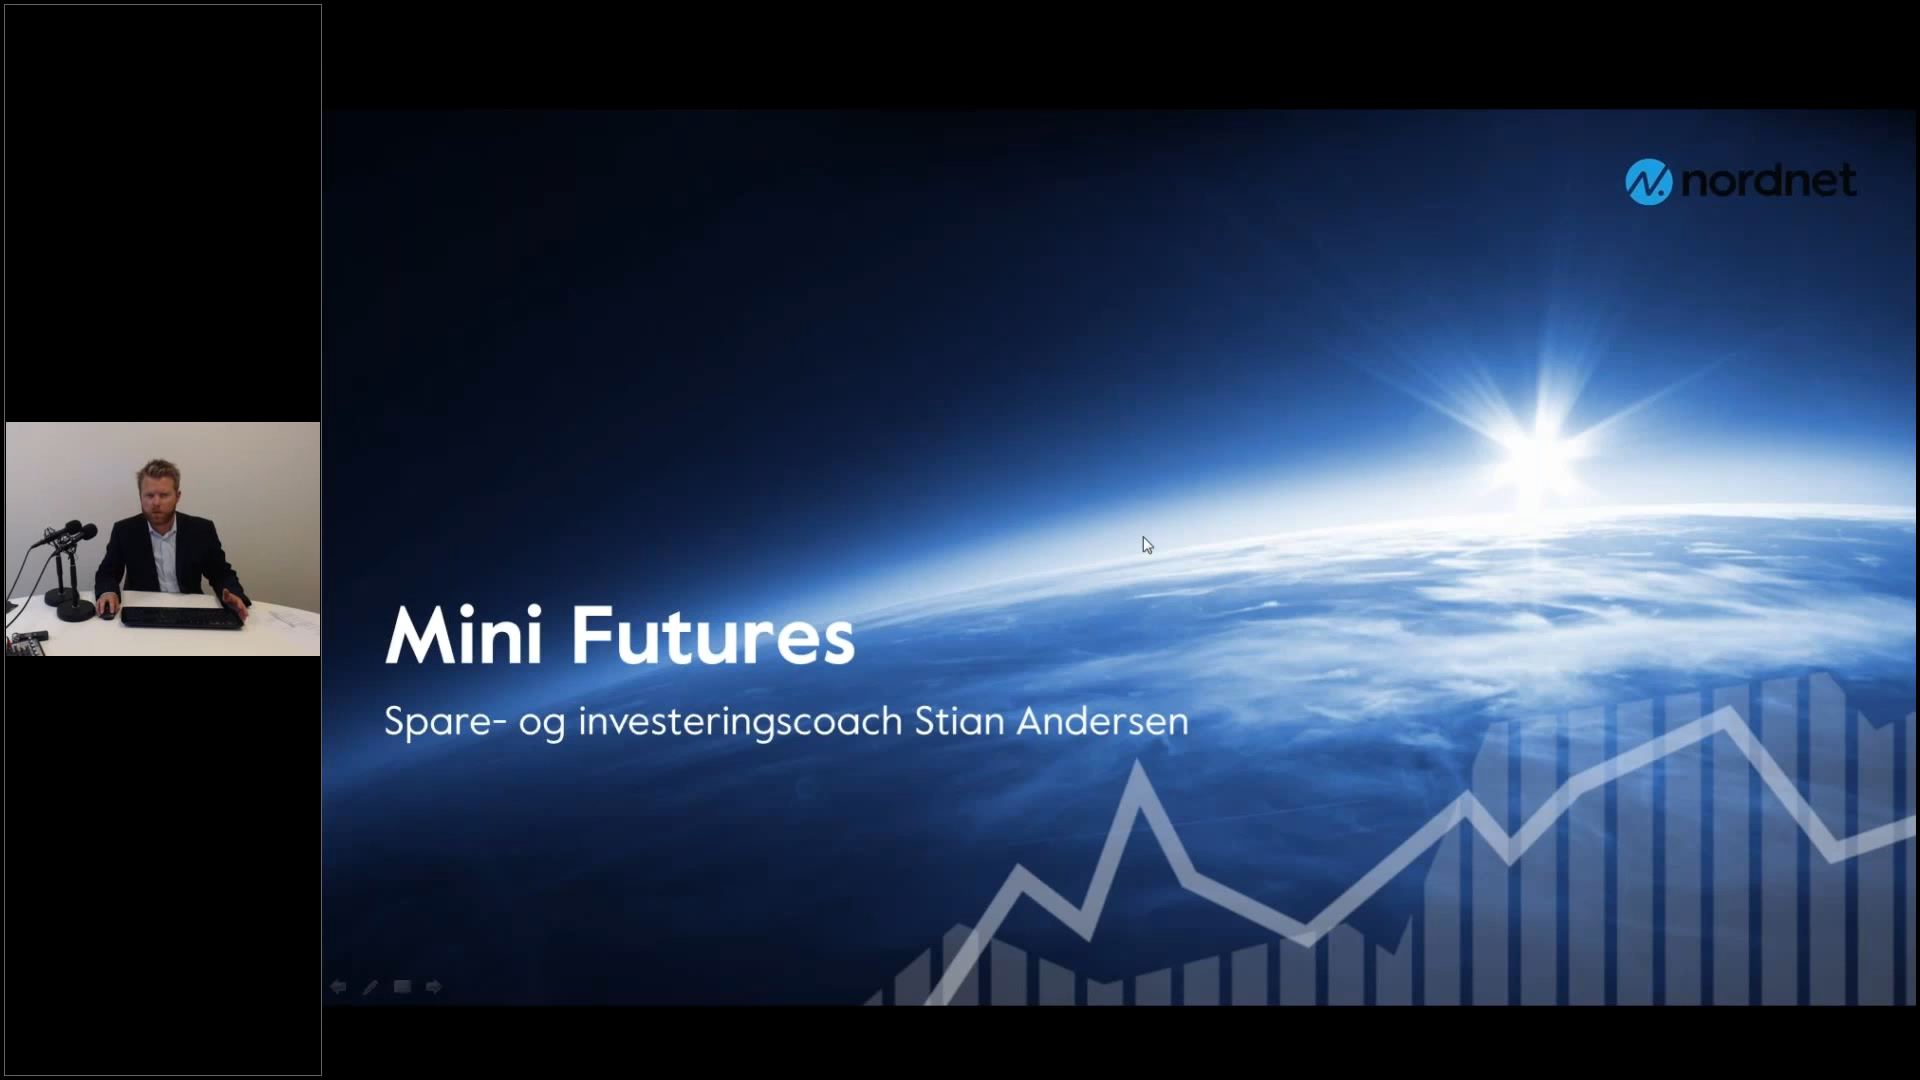 nordnet
Mini Futures
Spare- og investeringscoach Stian Andersen